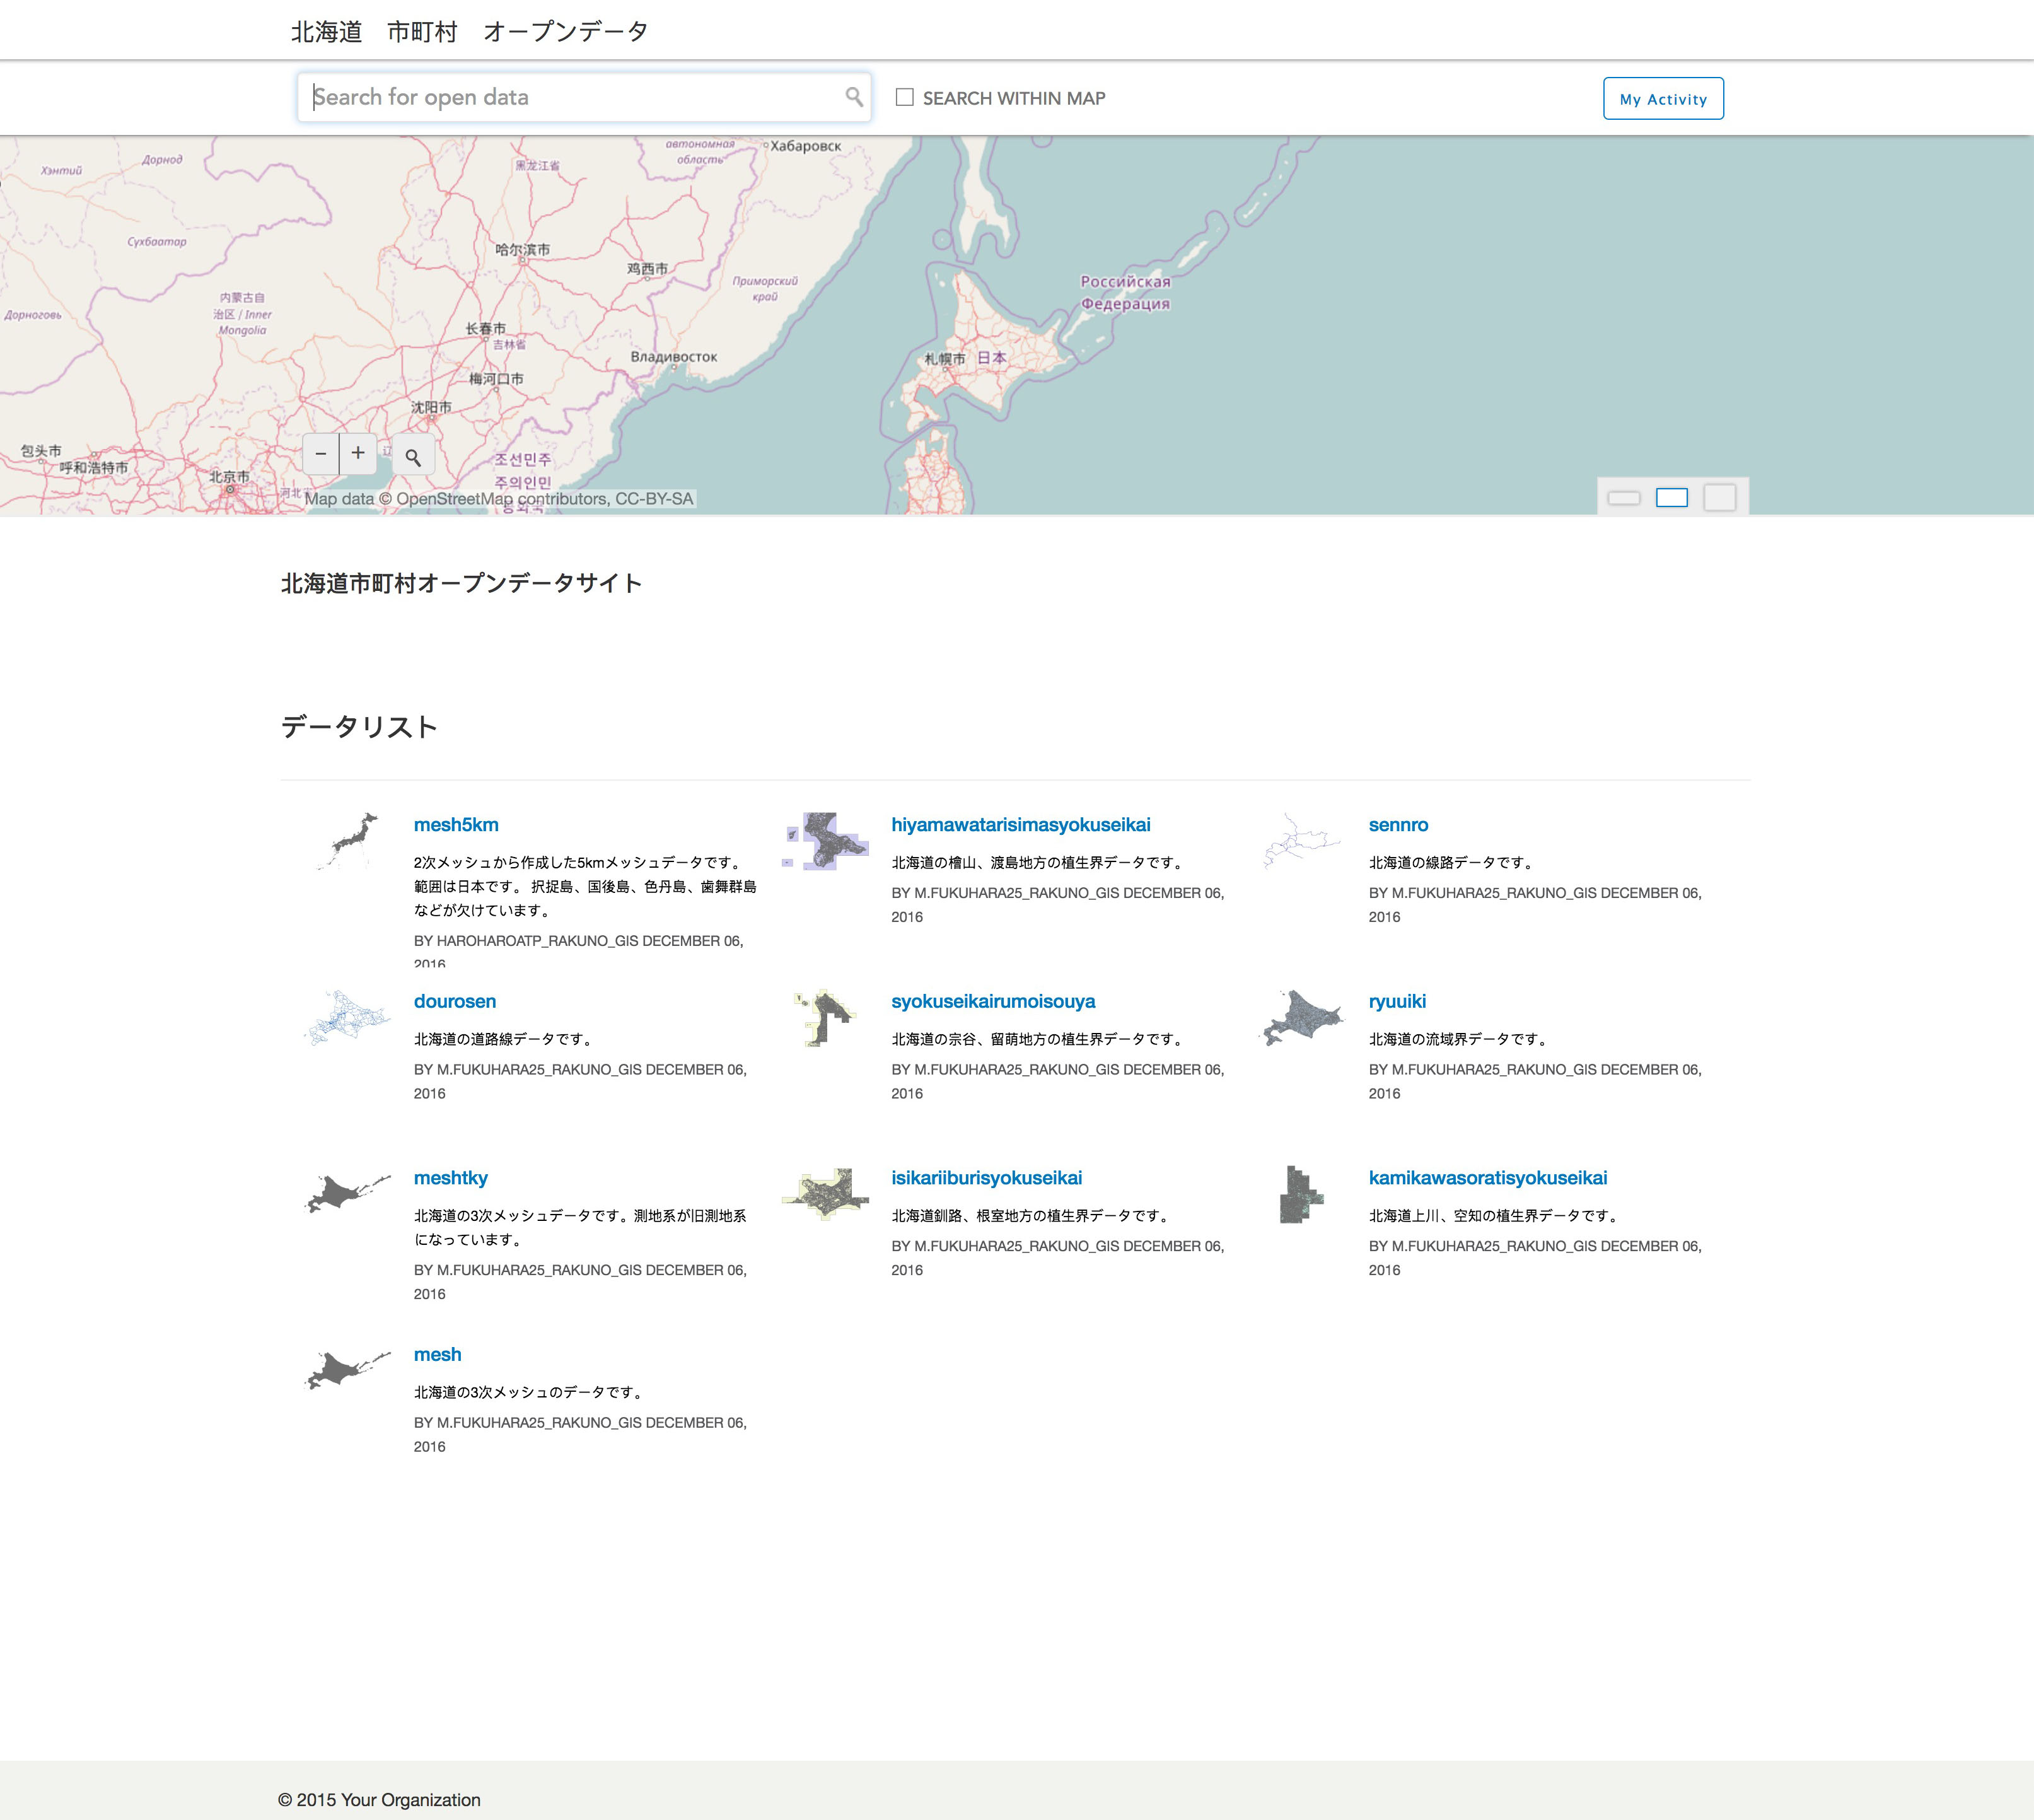 北海道　市町村　オープンデータ
Search for open data
SEARCH WITHIN MAP
My Activity
Хэнтий
Дорнод
黑龙江省
автономная
область
Хабаровск
Сүхбаатар
哈尔滨市
鸡西市
Приморский
край
Российская
Федерация
Дорноговь
内蒙古自
治区 / Inner
Mongolia
长春市
吉林省
Владивосток
札幌市
日本
梅河口市
沈阳市
包头市
呼和浩特市
北京市
河北
조선민주
주의인민
Map data © OpenStreetMap contributors, CC-BY-SA
北海道市町村オープンデータサイト
データリスト
mesh5km
2次メッシュから作成した5kmメッシュデータです。
範囲は日本です。 択捉島、国後島、色丹島、歯舞群島
などが欠けています。
BY HAROHAROATP_RAKUNO_GIS DECEMBER 06,
2016
hiyamawatarisimasyokuseikai
北海道の檜山、渡島地方の植生界データです。
BY M.FUKUHARA25_RAKUNO_GIS DECEMBER 06,
2016
sennro
北海道の線路データです。
BY M.FUKUHARA25_RAKUNO_GIS DECEMBER 06,
2016
dourosen
北海道の道路線データです。
BY M.FUKUHARA25_RAKUNO_GIS DECEMBER 06,
2016
syokuseikairumoisouya
北海道の宗谷、留萌地方の植生界データです。
BY M.FUKUHARA25_RAKUNO_GIS DECEMBER 06,
2016
ryuuiki
北海道の流域界データです。
BY M.FUKUHARA25_RAKUNO_GIS DECEMBER 06,
2016
meshtky
北海道の3次メッシュデータです。測地系が旧測地系
になっています。
BY M.FUKUHARA25_RAKUNO_GIS DECEMBER 06,
2016
isikariiburisyokuseikai
北海道釧路、根室地方の植生界データです。
BY M.FUKUHARA25_RAKUNO_GIS DECEMBER 06,
2016
kamikawasoratisyokuseikai
北海道上川、空知の植生界データです。
BY M.FUKUHARA25_RAKUNO_GIS DECEMBER 06,
2016
mesh
北海道の3次メッシュのデータです。
BY M.FUKUHARA25_RAKUNO_GIS DECEMBER 06,
2016
© 2015 Your Organization